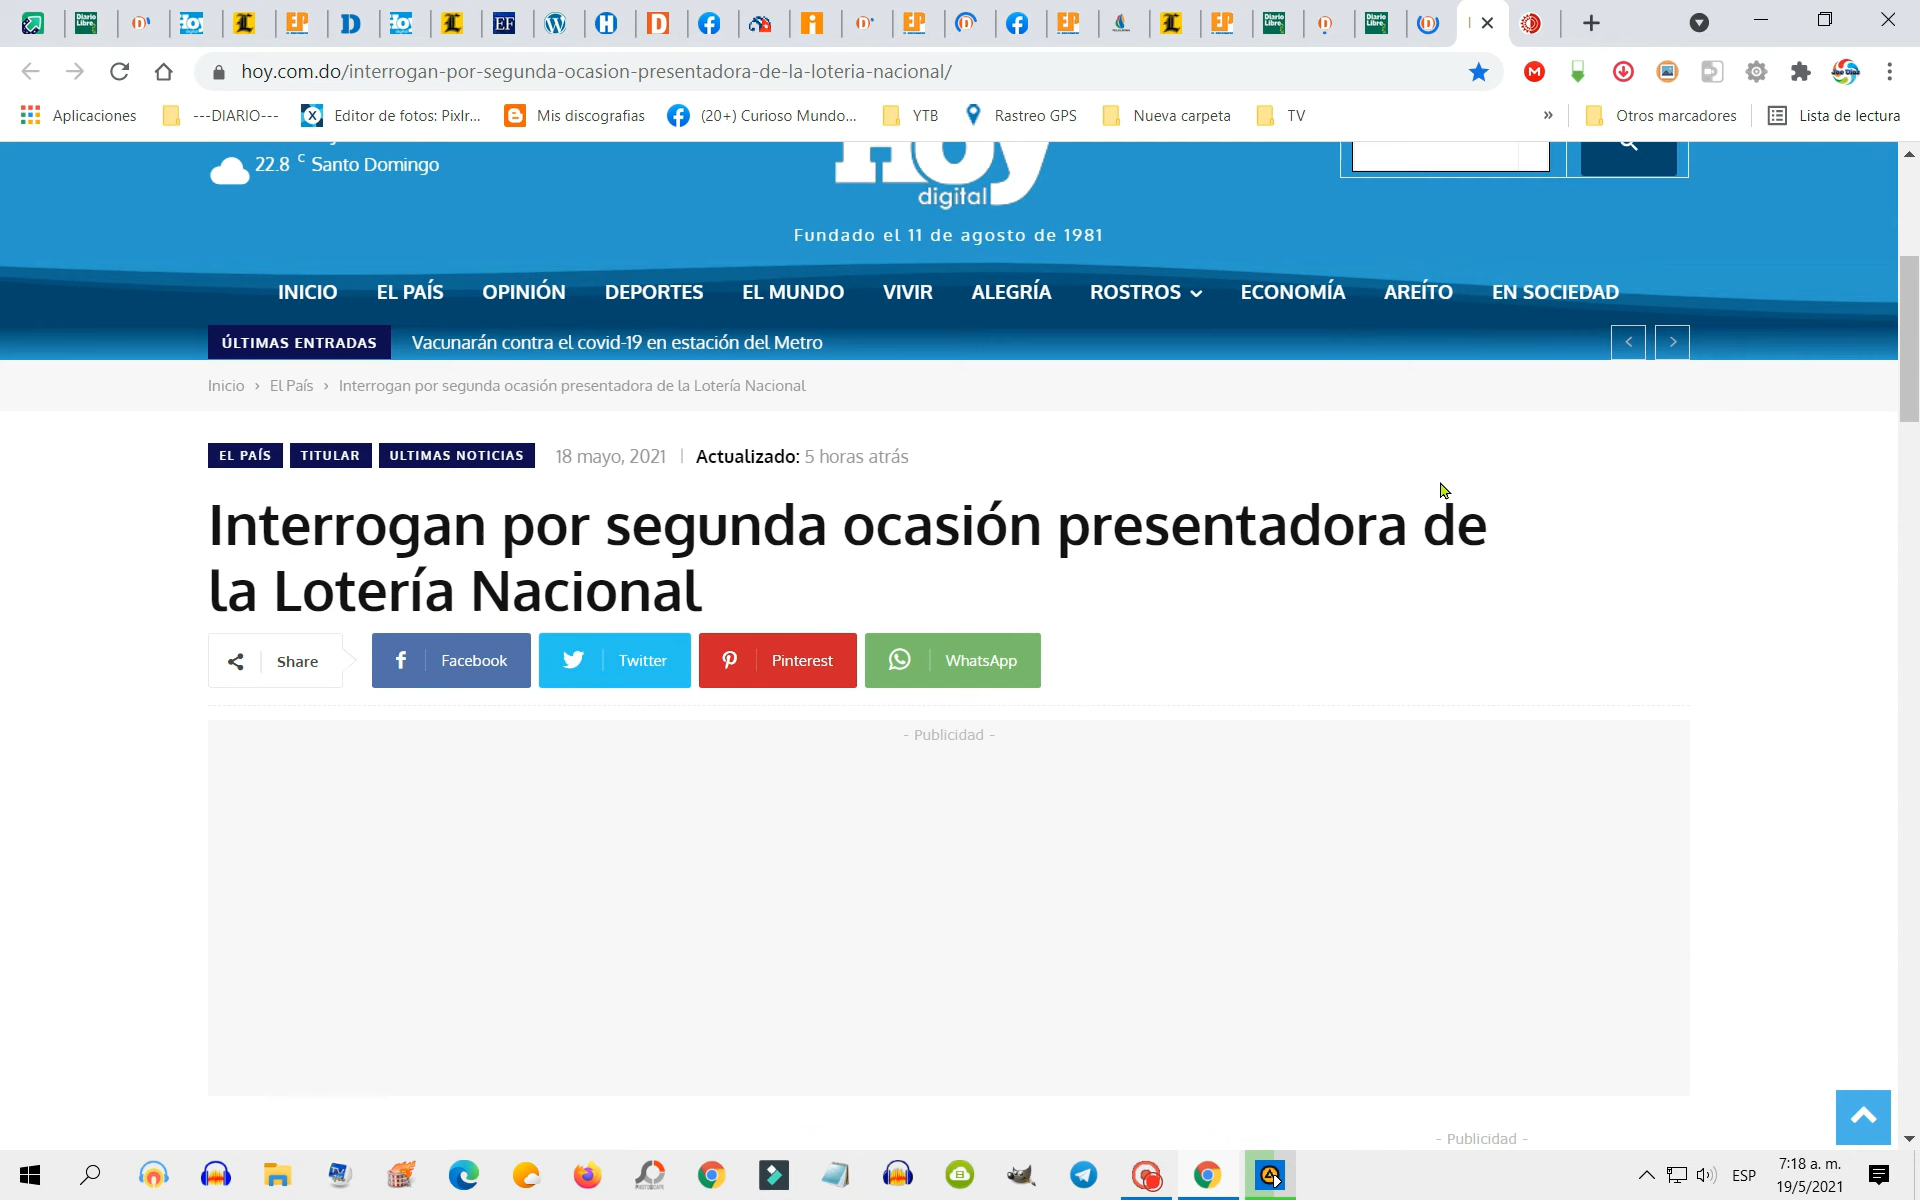 hoy.com.do/interrogan-por-segunda-ocasion-presentadora-de-la-loteria-nacional/
Aplicaciones
---DIARIO---
Editor de fotos: Pixlr...
Mis discografias
(20+) Curioso Mundo...
YTB
Rastreo GPS
Nueva carpeta
TV
»
Otros marcadores
Lista de lectura
22.8 C Santo Domingo
Hoy
digital
Fundado el 11 de agosto de 1981
INICIO EL PAÍS OPINIÓN DEPORTES EL MUNDO VIVIR ALEGRÍA ROSTROS ECONOMÍA AREÍTO EN SOCIEDAD
ÚLTIMAS ENTRADAS Vacunarán contra el covid-19 en estación del Metro
Inicio › El País › Interrogan por segunda ocasión presentadora de la Lotería Nacional
EL PAÍS TITULAR ULTIMAS NOTICIAS 18 mayo, 2021 | Actualizado: 5 horas atrás
Interrogan por segunda ocasión presentadora de
la Lotería Nacional
Share Facebook Twitter Pinterest WhatsApp
- Publicidad -
- Publicidad -
ESP
7:18 a. m.
19/5/2021